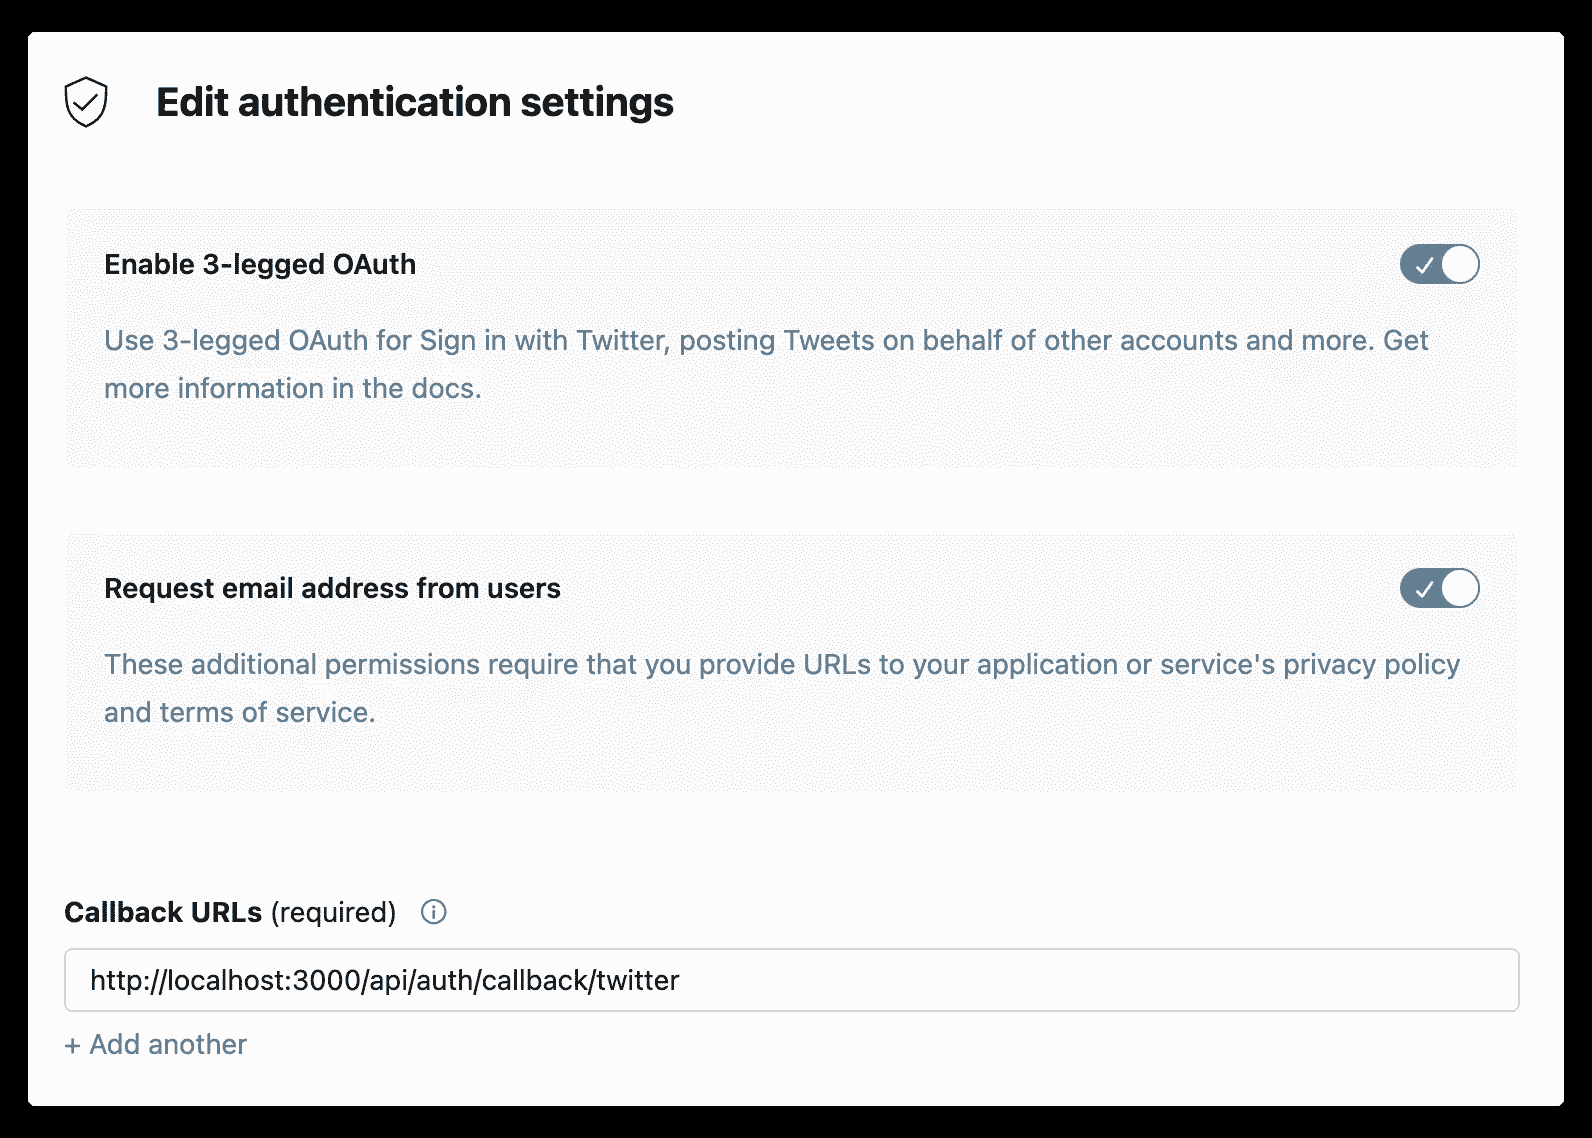 Edit authentication settings
Enable 3-legged OAuth
Use 3-legged OAuth for Sign in with Twitter, posting Tweets on behalf of other accounts and more. Get
more information in the docs.
Request email address from users
These additional permissions require that you provide URLs to your application or service's privacy policy
and terms of service.
Callback URLs (required)
http://localhost:3000/api/auth/callback/twitter
+ Add another